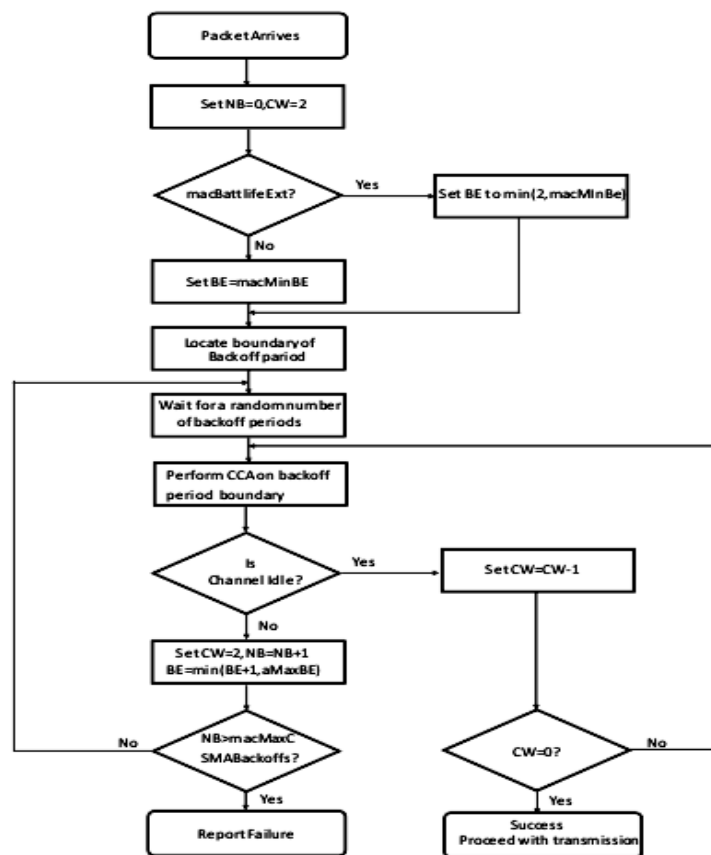 Packet Arrives
Set NB=0,CW=2
macBattlifeExt?
Yes
Set BE to min(2,macMInBe)
No
Set BE=macMinBE
Locate boundary of
Backoff pariod
Wait for a random number
of backoff periods
Perform CCA on backoff
period boundary
Is
Channel Idle?
Yes
Set CW=CW-1
No
Set CW=2,NB=NB+1
BE=min(BE+1,aMaxBE)
No
NB>macMaxC
SMABackoffs?
CW=0?
No
Yes
Yes
Report Failure
Success
Proceed with transmission